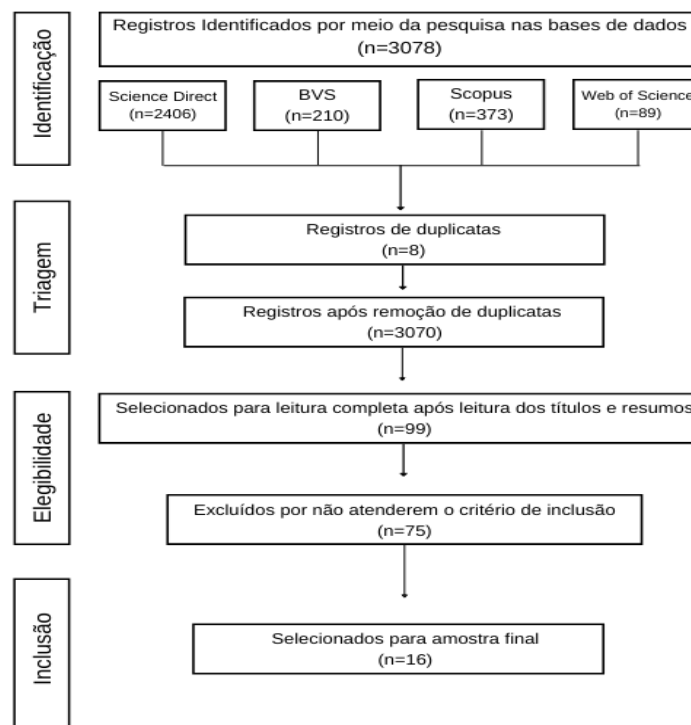 Identificação
Registros Identificados por meio da pesquisa nas bases de dados
(n=3078)
Science Direct
(n=2406)
BVS
(n=210)
Scopus
(n=373)
Web of Science
(n=89)
Triagem
Registros de duplicatas
(n=8)
Registros após remoção de duplicatas
(n=3070)
Elegibilidade
Selecionados para leitura completa após leitura dos títulos e resumos
(n=99)
Excluídos por não atenderem o critério de inclusão
(n=75)
Inclusão
Selecionados para amostra final
(n=16)